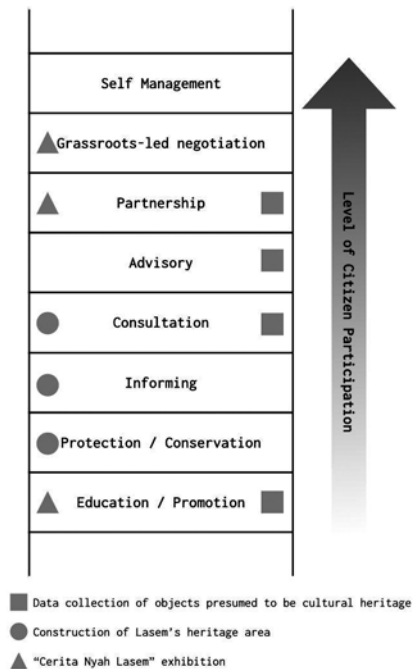 Self Management
Grassroots-led negotiation
Partnership
Advisory
Consultation
Informing
Protection / Conservation
Education / Promotion
Level of Citizen Participation
Data collection of objects presumed to be cultural heritage
Construction of Lasem's heritage area
"Cerita Nyah Lasem" exhibition